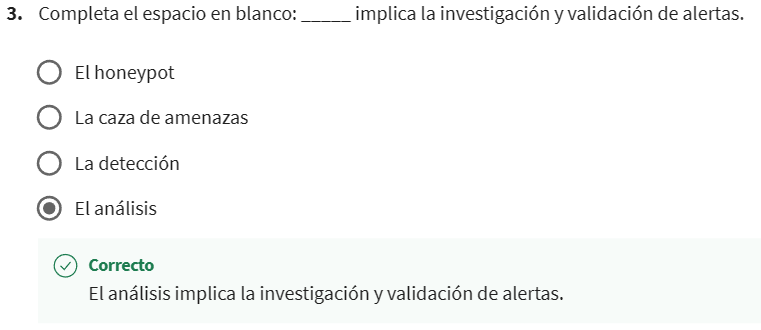 3. Completa el espacio en blanco: _____ implica la investigación y validación de alertas.
El honeypot
La caza de amenazas
La detección
El análisis
Correcto
El análisis implica la investigación y validación de alertas.